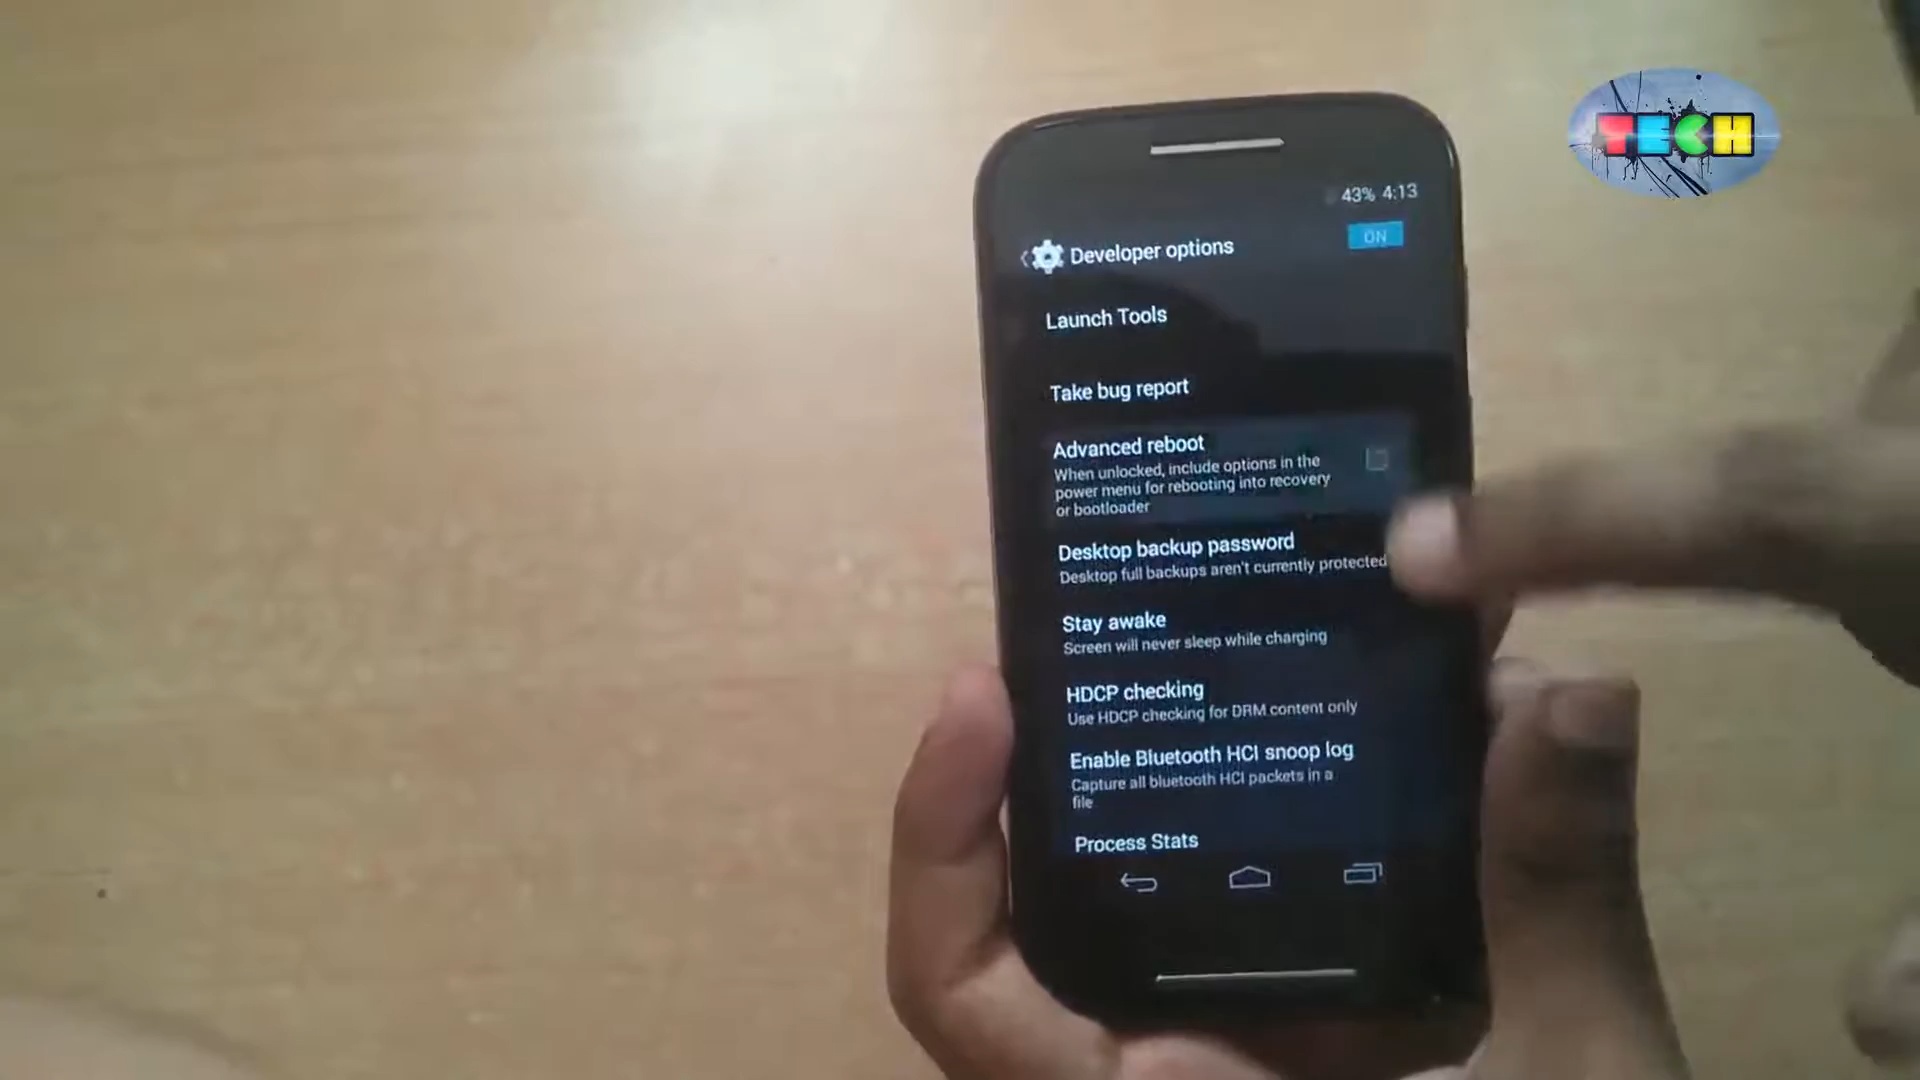 TECH
43% 4:13
Developer options
ON
Launch Tools
Take bug report
Advanced reboot
When unlocked, include options in the
power menu for rebooting into recovery
or bootloader
Desktop backup password
Desktop full backups aren't currently protected
Stay awake
Screen will never sleep while charging
HDCP checking
Use HDCP checking for DRM content only
Enable Bluetooth HCI snoop log
Capture all bluetooth HCI packets in a
file
Process Stats